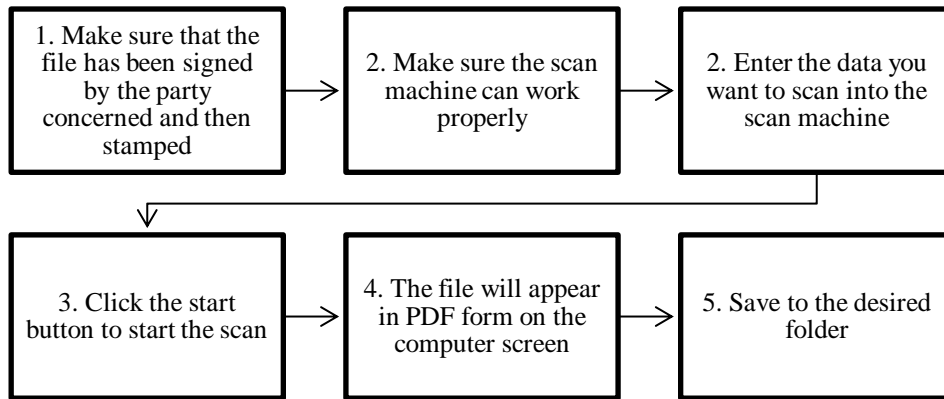 1. Make sure that the
file has been signed
by the party
concerned and then
stamped
2. Make sure the scan
machine can work
properly
2. Enter the data you
want to scan into the
scan machine
3. Click the start
button to start the scan
4. The file will appear
in PDF form on the
computer screen
5. Save to the desired
folder